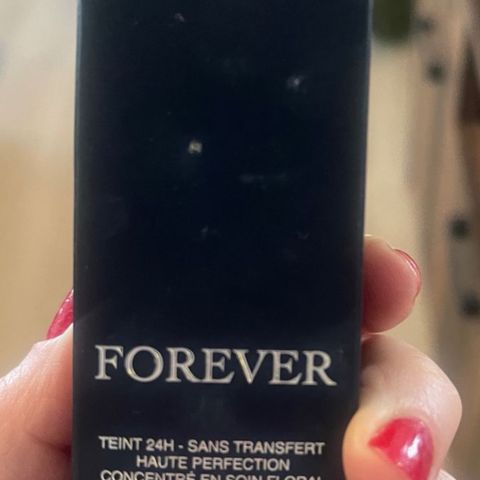 FOREVER
TEINT 24H - SANS TRANSFERT
HAUTE PERFECTION
CONCENTRÉ EN SOIN FLORAL